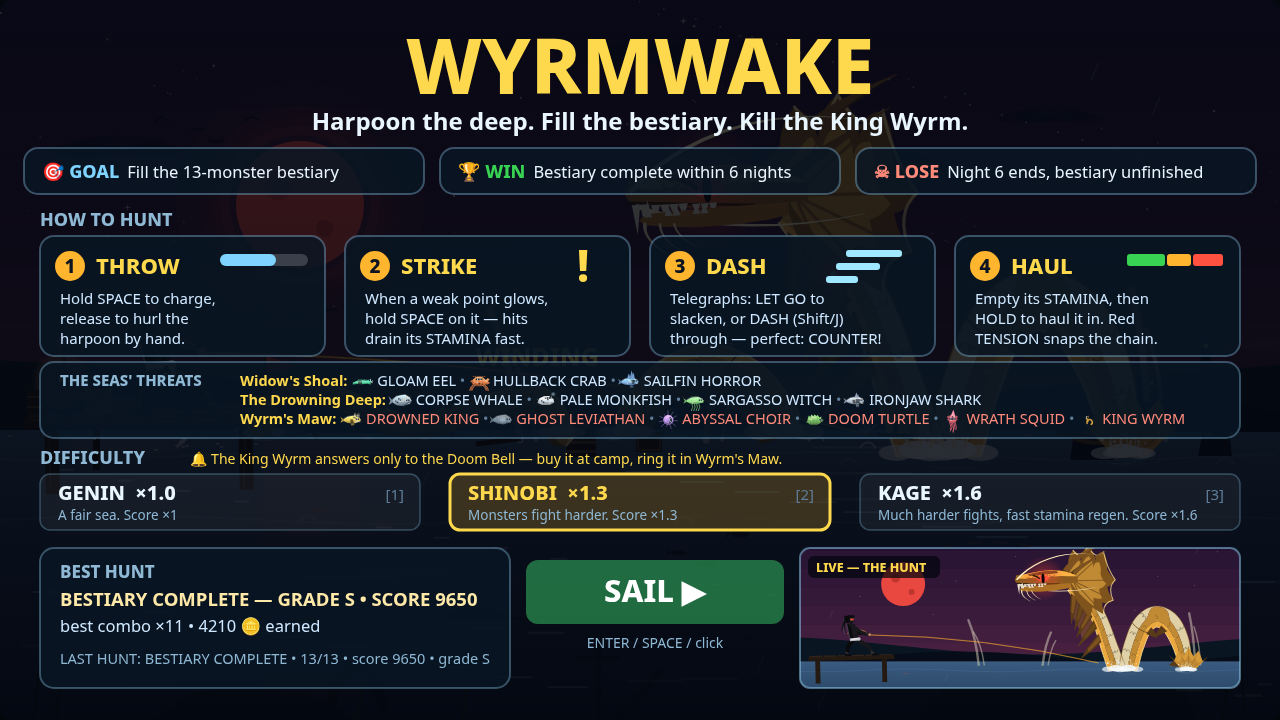 WYRMWAKE
Harpoon the deep. Fill the bestiary. Kill the King Wyrm.
🎯 GOAL Fill the 13-monster bestiary
🏆 WIN Bestiary complete within 6 nights
☠ LOSE Night 6 ends, bestiary unfinished
HOW TO HUNT
1 THROW
Hold SPACE to charge,
release to hurl the
harpoon by hand.
2 STRIKE !
When a weak point glows,
hold SPACE on it — hits
drain its STAMINA fast.
3 DASH
Telegraphs: LET GO to
slacken, or DASH (Shift/J)
through — perfect: COUNTER!
4 HAUL
Empty its STAMINA, then
HOLD to haul it in. Red
TENSION snaps the chain.
WINDING
THE SEAS' THREATS
Widow's Shoal: GLOAM EEL • HULLBACK CRAB • SAILFIN HORROR
The Drowning Deep: CORPSE WHALE • PALE MONKFISH • SARGASSO WITCH • IRONJAW SHARK
Wyrm's Maw: DROWNED KING • GHOST LEVIATHAN • ABYSSAL CHOIR • DOOM TURTLE • WRATH SQUID • KING WYRM
DIFFICULTY
🔔 The King Wyrm answers only to the Doom Bell — buy it at camp, ring it in Wyrm's Maw.
GENIN ×1.0 [1]
A fair sea. Score ×1
SHINOBI ×1.3 [2]
Monsters fight harder. Score ×1.3
KAGE ×1.6 [3]
Much harder fights, fast stamina regen. Score ×1.6
BEST HUNT
BESTIARY COMPLETE — GRADE S • SCORE 9650
best combo ×11 • 4210 🪙 earned
LAST HUNT: BESTIARY COMPLETE • 13/13 • score 9650 • grade S
SAIL ▶
ENTER / SPACE / click
LIVE — THE HUNT